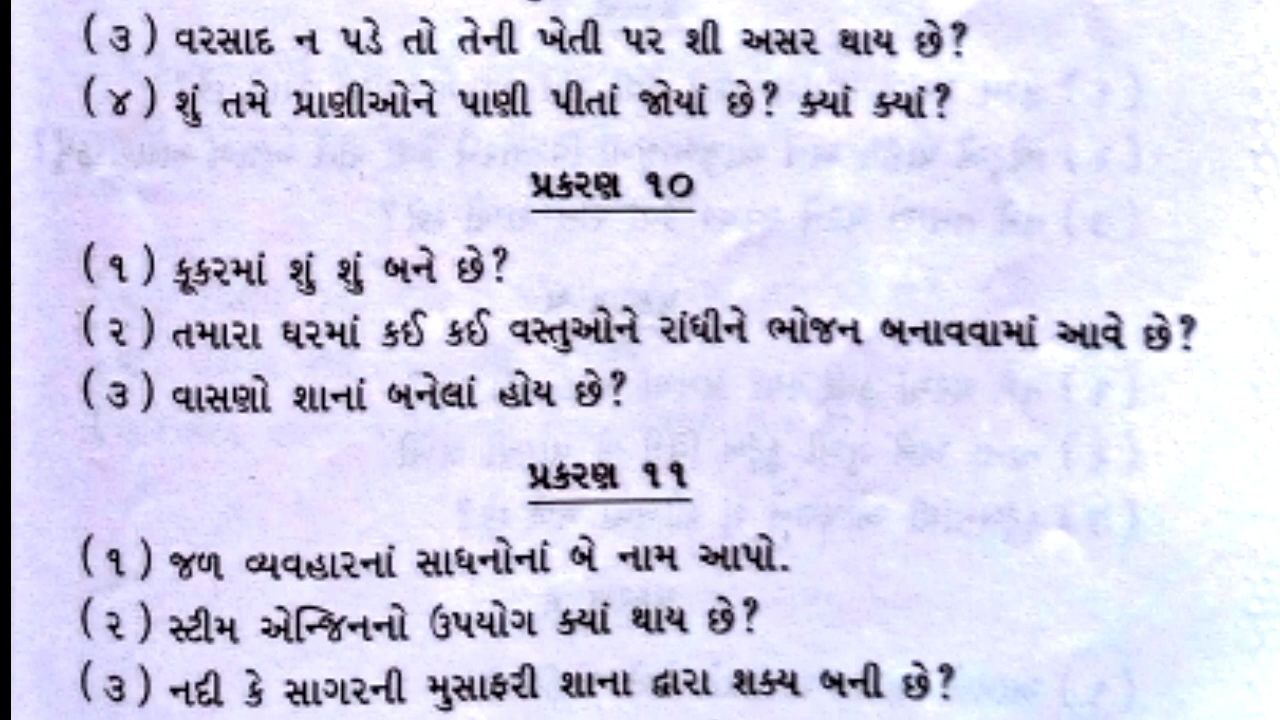 (૩) વરસાદ ન પડે તો તેની ખેતી પર શી અસર થાય છે?
(૪) શું તમે પ્રાણીઓને પાણી પીતાં જોયાં છે? ક્યાં ક્યાં?
પ્રકરણ ૧૦
(૧) કૂકરમાં શું શું બને છે?
(૨) તમારા ઘરમાં કઈ કઈ વસ્તુઓને રાંધીને ભોજન બનાવવામાં આવે છે?
(૩) વાસણો શાનાં બનેલાં હોય છે?
પ્રકરણ ૧૧
(૧) જળ વ્યવહારનાં સાધનોનાં બે નામ આપો.
(૨) સ્ટીમ એન્જિનનો ઉપયોગ ક્યાં થાય છે?
(૩) નદી કે સાગરની મુસાફરી શાના દ્વારા શક્ય બની છે?